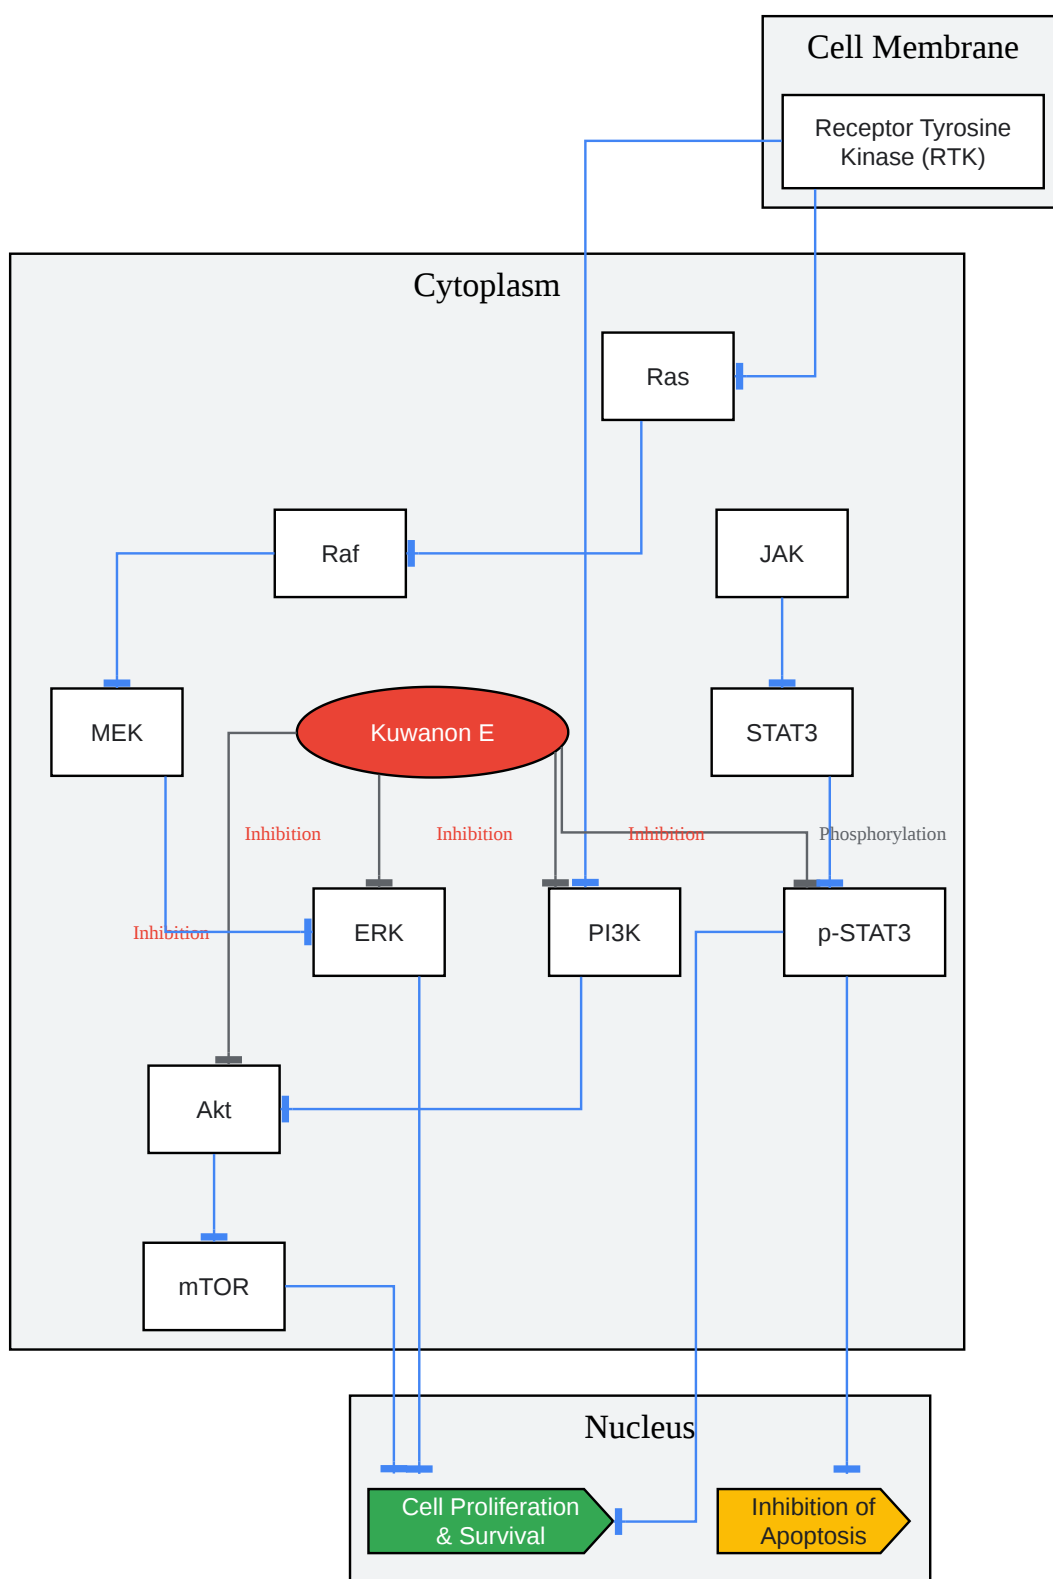 Cell Membrane
Receptor Tyrosine
Kinase (RTK)
Cytoplasm
Ras
Raf
JAK
MEK
Kuwanon E
STAT3
Inhibition
Inhibition
Inhibition
Phosphorylation
Inhibition
ERK
PI3K
p-STAT3
Akt
mTOR
Nucleus
Cell Proliferation
& Survival
Inhibition of
Apoptosis